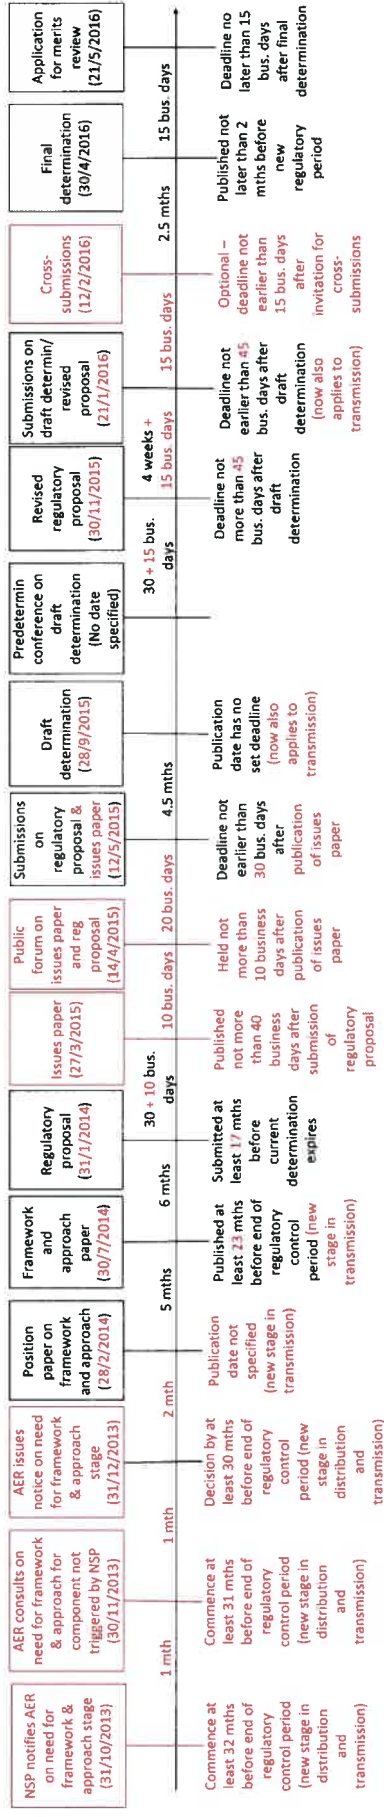 NSP notifies AER
on need for
framework &
approach stage
(31/10/2013)
AER consults on
need for framework
& approach for
component not
triggered by NSP
(30/11/2013)
AER issues
notice on need
for framework
& approach
stage
(31/12/2013)
Position
paper on
framework
and approach
(28/2/2014)
Framework
and
approach
paper
(30/7/2014)
Regulatory
proposal
(31/1/2014)
Issues paper
(27/3/2015)
Public
forum on
issues paper
and reg
proposal
(14/4/2015)
Submissions
on
regulatory
proposal &
issues paper
(12/5/2015)
Draft
determination
(28/9/2015)
Predetermin
conference on
draft
determination
(No date
specified)
Revised
regulatory
proposal
(30/11/2015)
Submissions on
draft determin/
revised
proposal
(21/1/2016)
Cross-
submissions
(12/2/2016)
Final
determination
(30/4/2016)
Application
for merits
review
(21/5/2016)
1 mth
1 mth
2 mth
5 mths
6 mths
30 + 10 bus.
days
10 bus. days
20 bus. days
4.5 mths
30 + 15 bus.
days
4 weeks +
15 bus. days
15 bus. days
2.5 mths
15 bus. days
Commence at
least 32 mths
before end of
regulatory
control period
(new stage in
distribution
and
transmission)
Commence at
least 31 mths
before end of
regulatory
control period
(new stage in
distribution
and
transmission)
Decision by at
least 30 mths
before end of
regulatory
control
period (new
stage in
distribution
and
transmission)
Publication
date not
specified
(new stage in
transmission)
Published at
least 23 mths
before end of
regulatory
control
period (new
stage in
transmission)
Submitted at
least 17 mths
before
current
determination
expires
Published
not more
than 40
business
days after
submission
of
regulatory
proposal
Held not
more than
10 business
days after
publication
of issues
paper
Deadline not
earlier than
30 bus. days
after
publication
of issues
paper
Publication
date has no
set deadline
(now also
applies to
transmission)
Deadline not
more than 45
bus. days after
draft
determination
Deadline not
earlier than 45
bus. days after
draft
determination
(now also
applies to
transmission)
Optional –
deadline not
earlier than
15 bus. days
after
invitation for
cross-
submissions
Published not
later than 2
mths before
new
regulatory
period
Deadline no
later than 15
bus. days
after final
determination